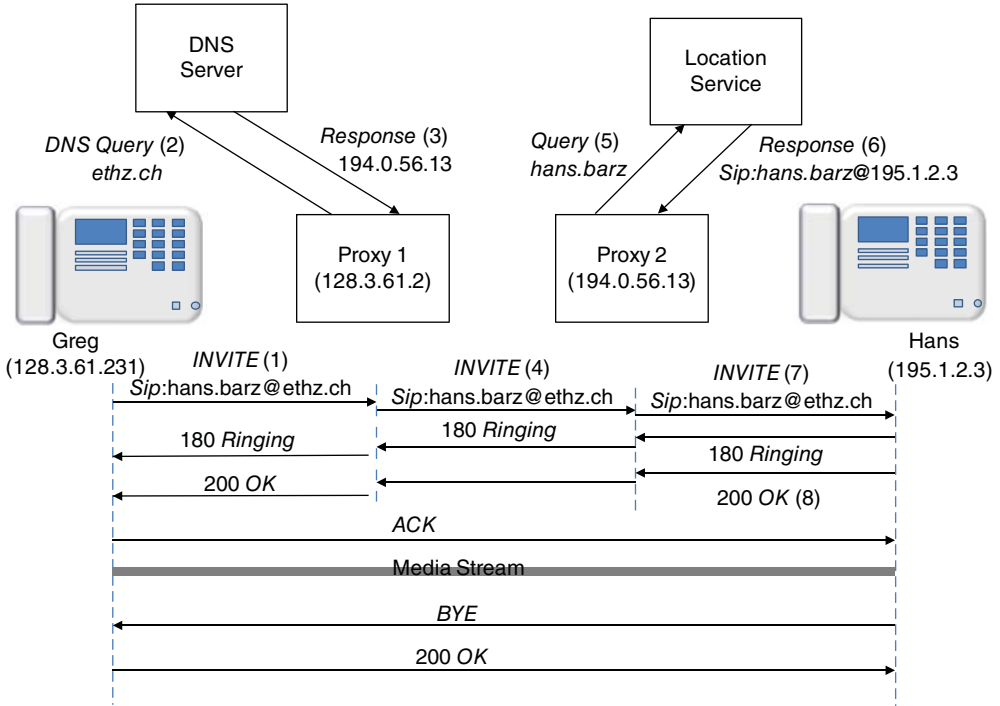 DNS
Server
Location
Service
DNS Query (2)
ethz.ch
Response (3)
194.0.56.13
Query (5)
hans.barz
Response (6)
Sip:hans.barz@195.1.2.3
Proxy 1
(128.3.61.2)
Proxy 2
(194.0.56.13)
Greg
(128.3.61.231)
Hans
(195.1.2.3)
INVITE (1)
Sip:hans.barz@ethz.ch
INVITE (4)
Sip:hans.barz@ethz.ch
INVITE (7)
Sip:hans.barz@ethz.ch
180 Ringing
180 Ringing
180 Ringing
200 OK
200 OK (8)
ACK
Media Stream
BYE
200 OK